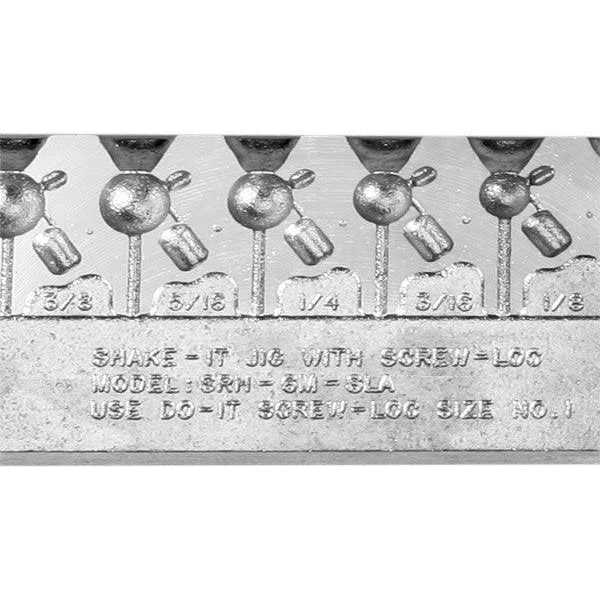 3/8 5/16 1/4 3/16 1/8
SHAKE-IT JIG WITH SCREW-LOC
MODEL: SRH-6M-SLA
USE DO-IT SCREW-LOC SIZE NO. 1